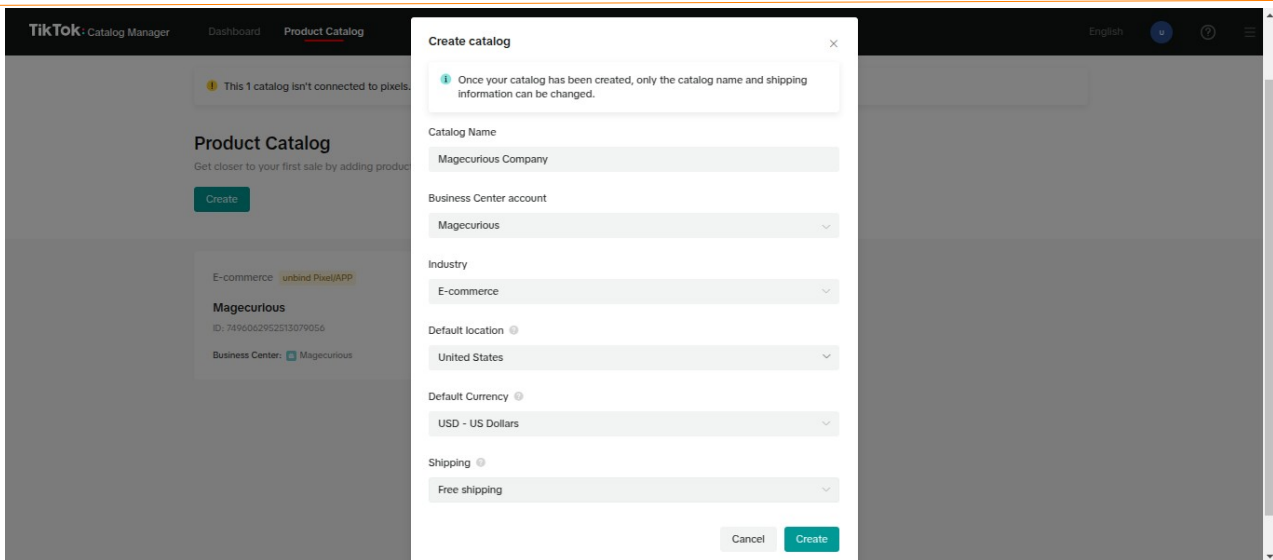 TikTok: Catalog Manager
Dashboard
Product Catalog
English
u
This 1 catalog isn't connected to pixels.
Product Catalog
Get closer to your first sale by adding
Create
E-commerce
unbind Pixel/APP
Magecurious
ID: 7496062952513079056
Business Center:
Magecurious
Create catalog
Once your catalog has been created, only the catalog name and shipping
information can be changed.
Catalog Name
Magecurious Company
Business Center account
Magecurious
Industry
E-commerce
Default location
United States
Default Currency
USD - US Dollars
Shipping
Free shipping
Cancel
Create